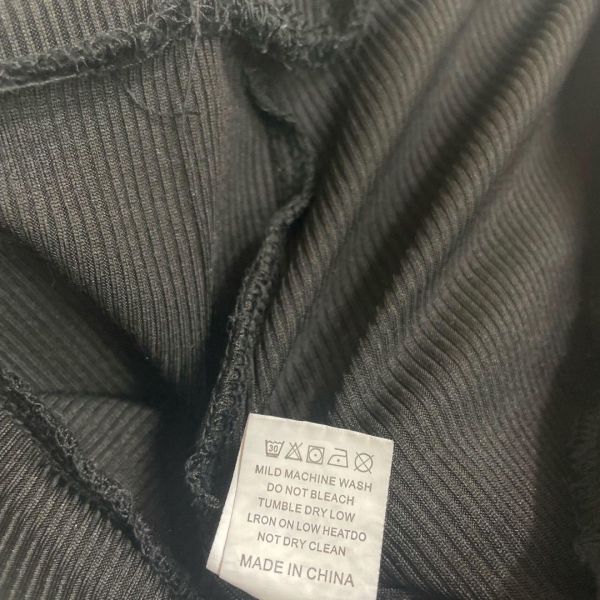 30
MILD MACHINE WASH
DO NOT BLEACH
TUMBLE DRY LOW
LRON ON LOW HEATDO
NOT DRY CLEAN
MADE IN CHINA